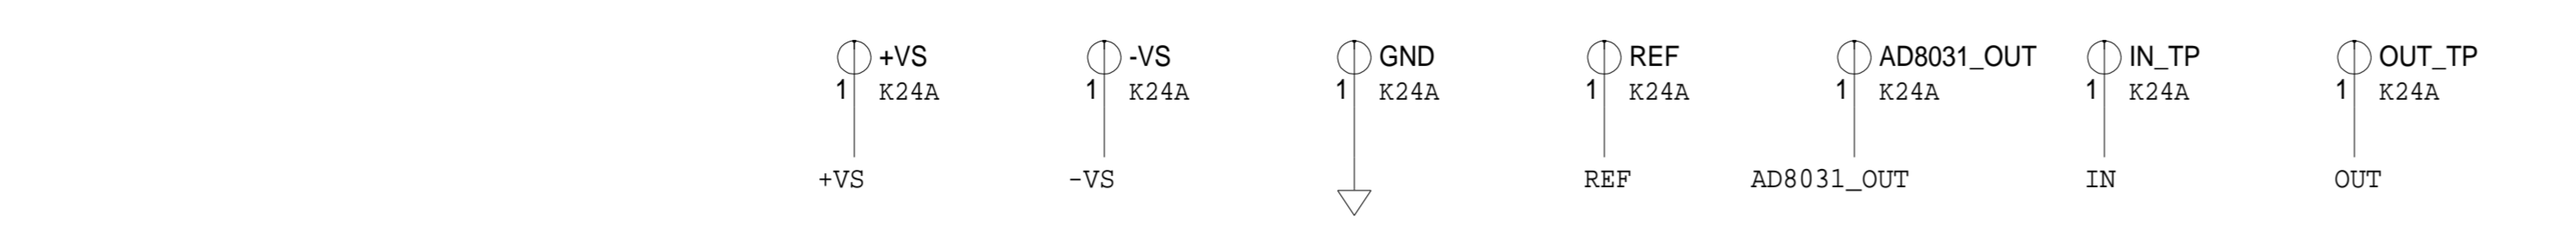 +VS -VS GND REF AD8031_OUT IN_TP OUT_TP
1 K24A 1 K24A 1 K24A 1 K24A 1 K24A 1 K24A 1 K24A
+VS -VS REF AD8031_OUT IN OUT